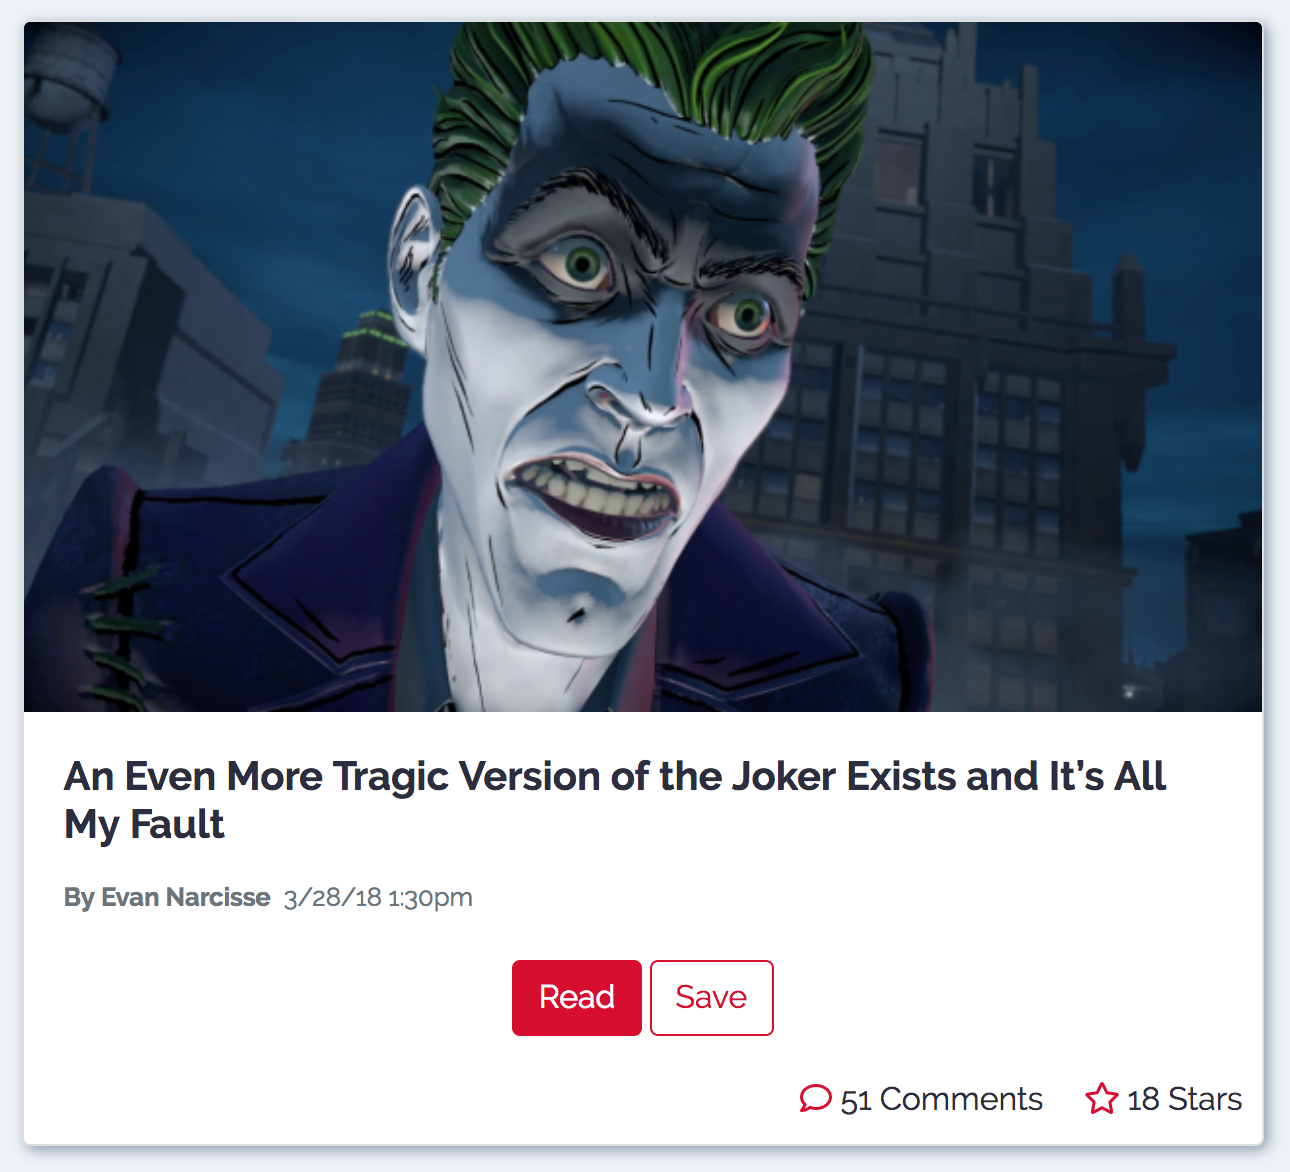 An Even More Tragic Version of the Joker Exists and It’s All
My Fault
By Evan Narcisse 3/28/18 1:30pm
Read Save
51 Comments 18 Stars